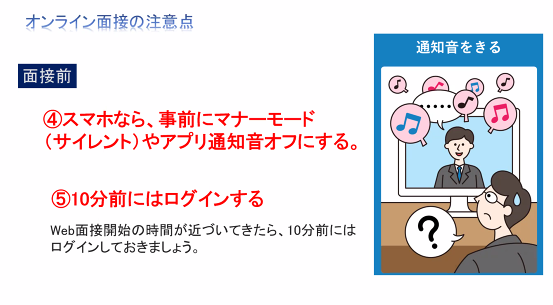 オンライン面接の注意点
面接前
④スマホなら、事前にマナーモード
（サイレント）やアプリ通知音オフにする。
⑤10分前にはログインする
Web面接開始の時間が近づいてきたら、10分前には
ログインしておきましょう。
通知音をきる
?